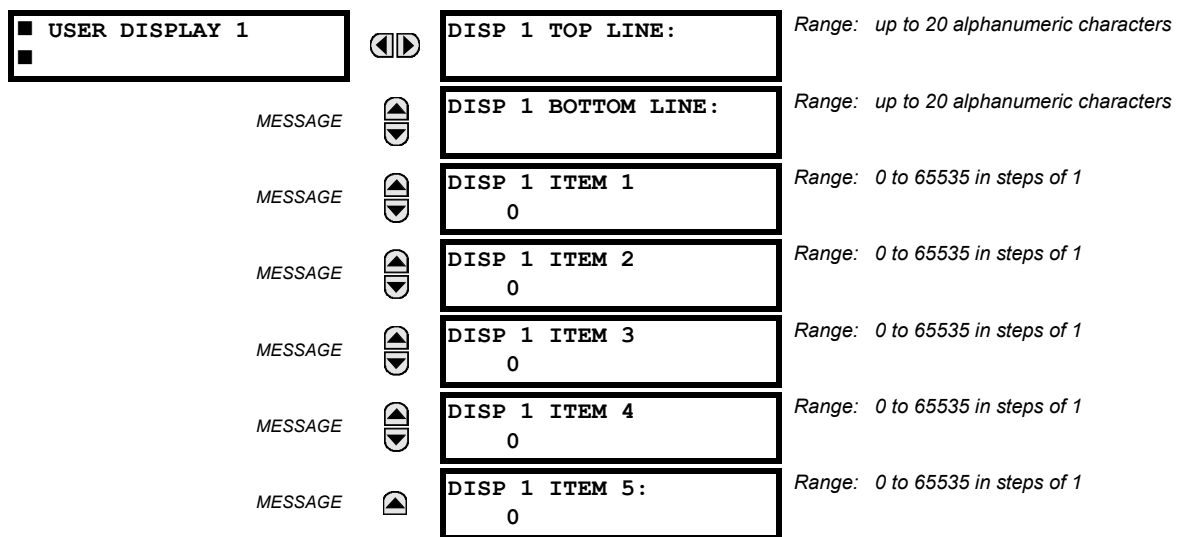 ■ USER DISPLAY 1
■
DISP 1 TOP LINE:
Range: up to 20 alphanumeric characters
MESSAGE
DISP 1 BOTTOM LINE:
Range: up to 20 alphanumeric characters
MESSAGE
DISP 1 ITEM 1
0
Range: 0 to 65535 in steps of 1
MESSAGE
DISP 1 ITEM 2
0
Range: 0 to 65535 in steps of 1
MESSAGE
DISP 1 ITEM 3
0
Range: 0 to 65535 in steps of 1
MESSAGE
DISP 1 ITEM 4
0
Range: 0 to 65535 in steps of 1
MESSAGE
DISP 1 ITEM 5:
0
Range: 0 to 65535 in steps of 1